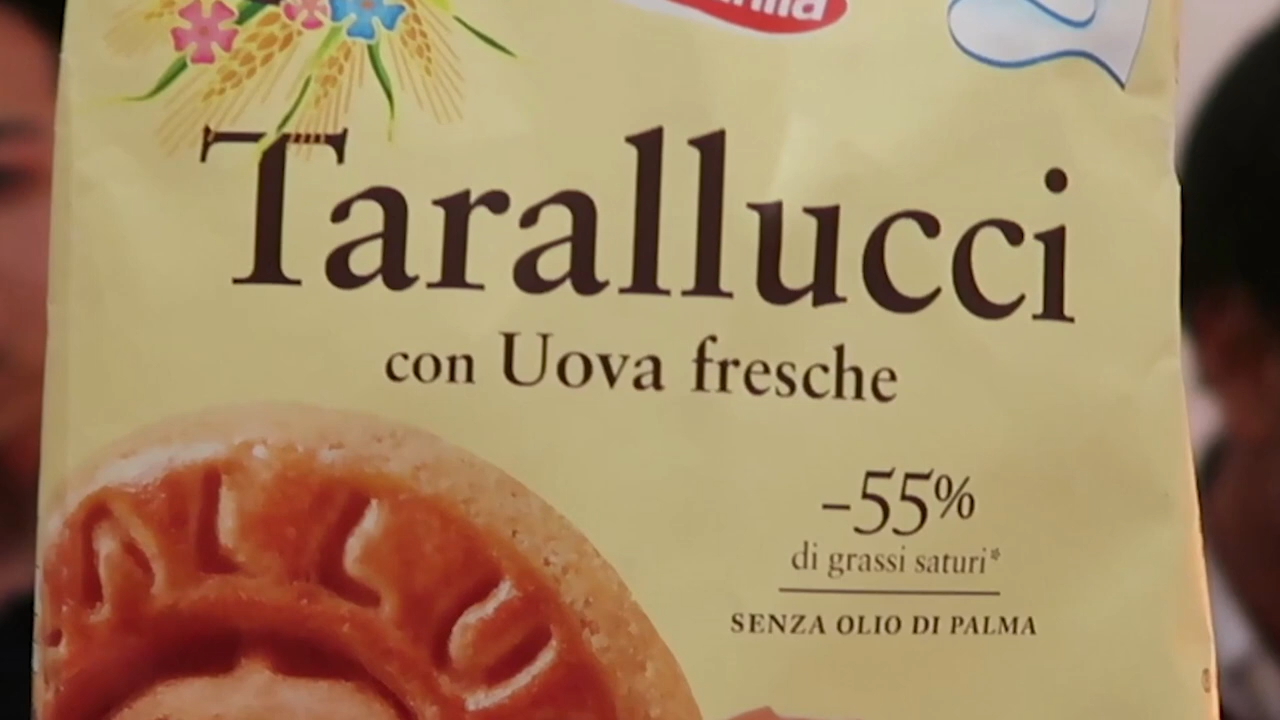 Tarallucci
con Uova fresche
-55%
di grassi saturi*
SENZA OLIO DI PALMA